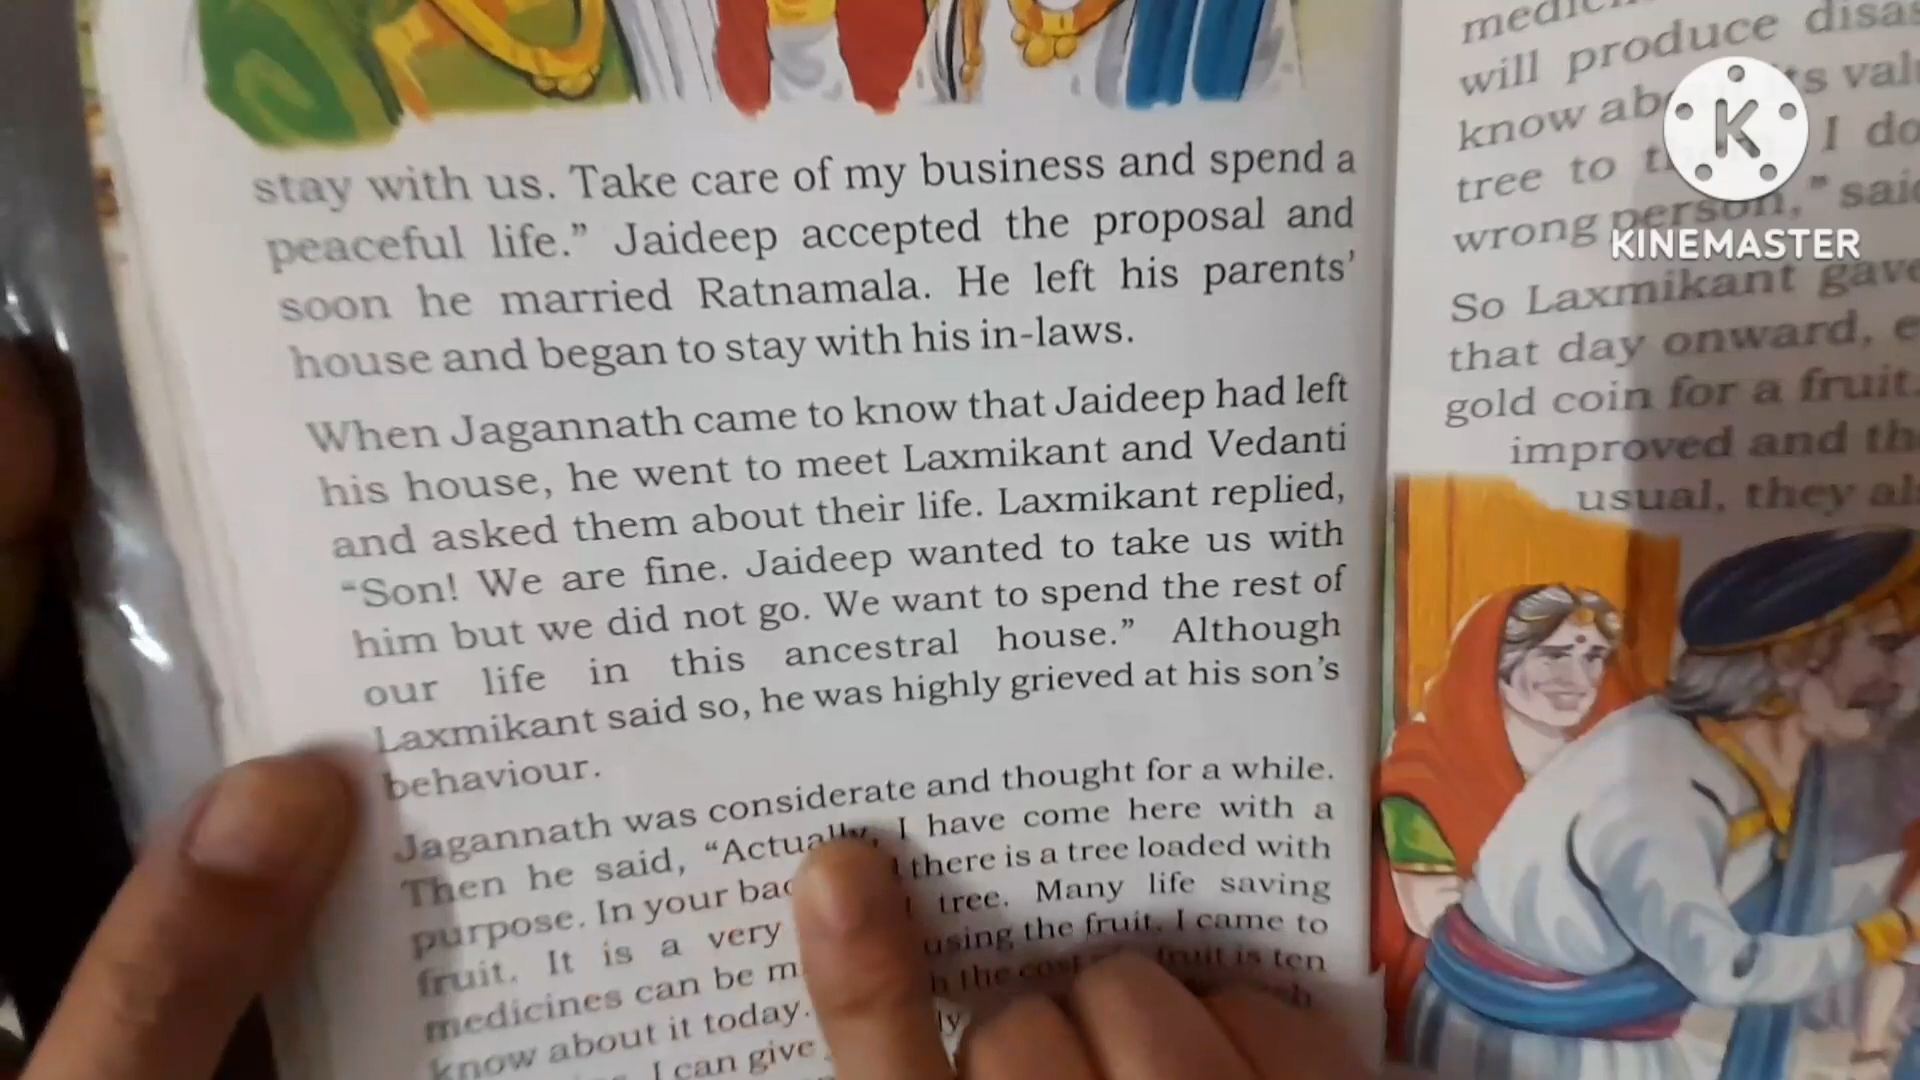 stay with us. Take care of my business and spend a
peaceful life.” Jaideep accepted the proposal and
soon he married Ratnamala. He left his parents’
house and began to stay with his in-laws.
When Jagannath came to know that Jaideep had left
his house, he went to meet Laxmikant and Vedanti
and asked them about their life. Laxmikant replied,
“Son! We are fine. Jaideep wanted to take us with
him but we did not go. We want to spend the rest of
our life in this ancestral house.” Although
Laxmikant said so, he was highly grieved at his son’s
behaviour.
Jagannath was considerate and thought for a while.
Then he said, “Actually, I have come here with a
purpose. In your there is a tree loaded with
fruit. It is a very tree. Many life saving
medicines can be using the fruit. I came to
know about it today. the cost fruit is ten
I can give
will produce
know
tree to I
wrong person,” said
So Laxmikant gave
that day onward,
gold coin for a fruit.
improved and
usual, they
K
KINEMASTER